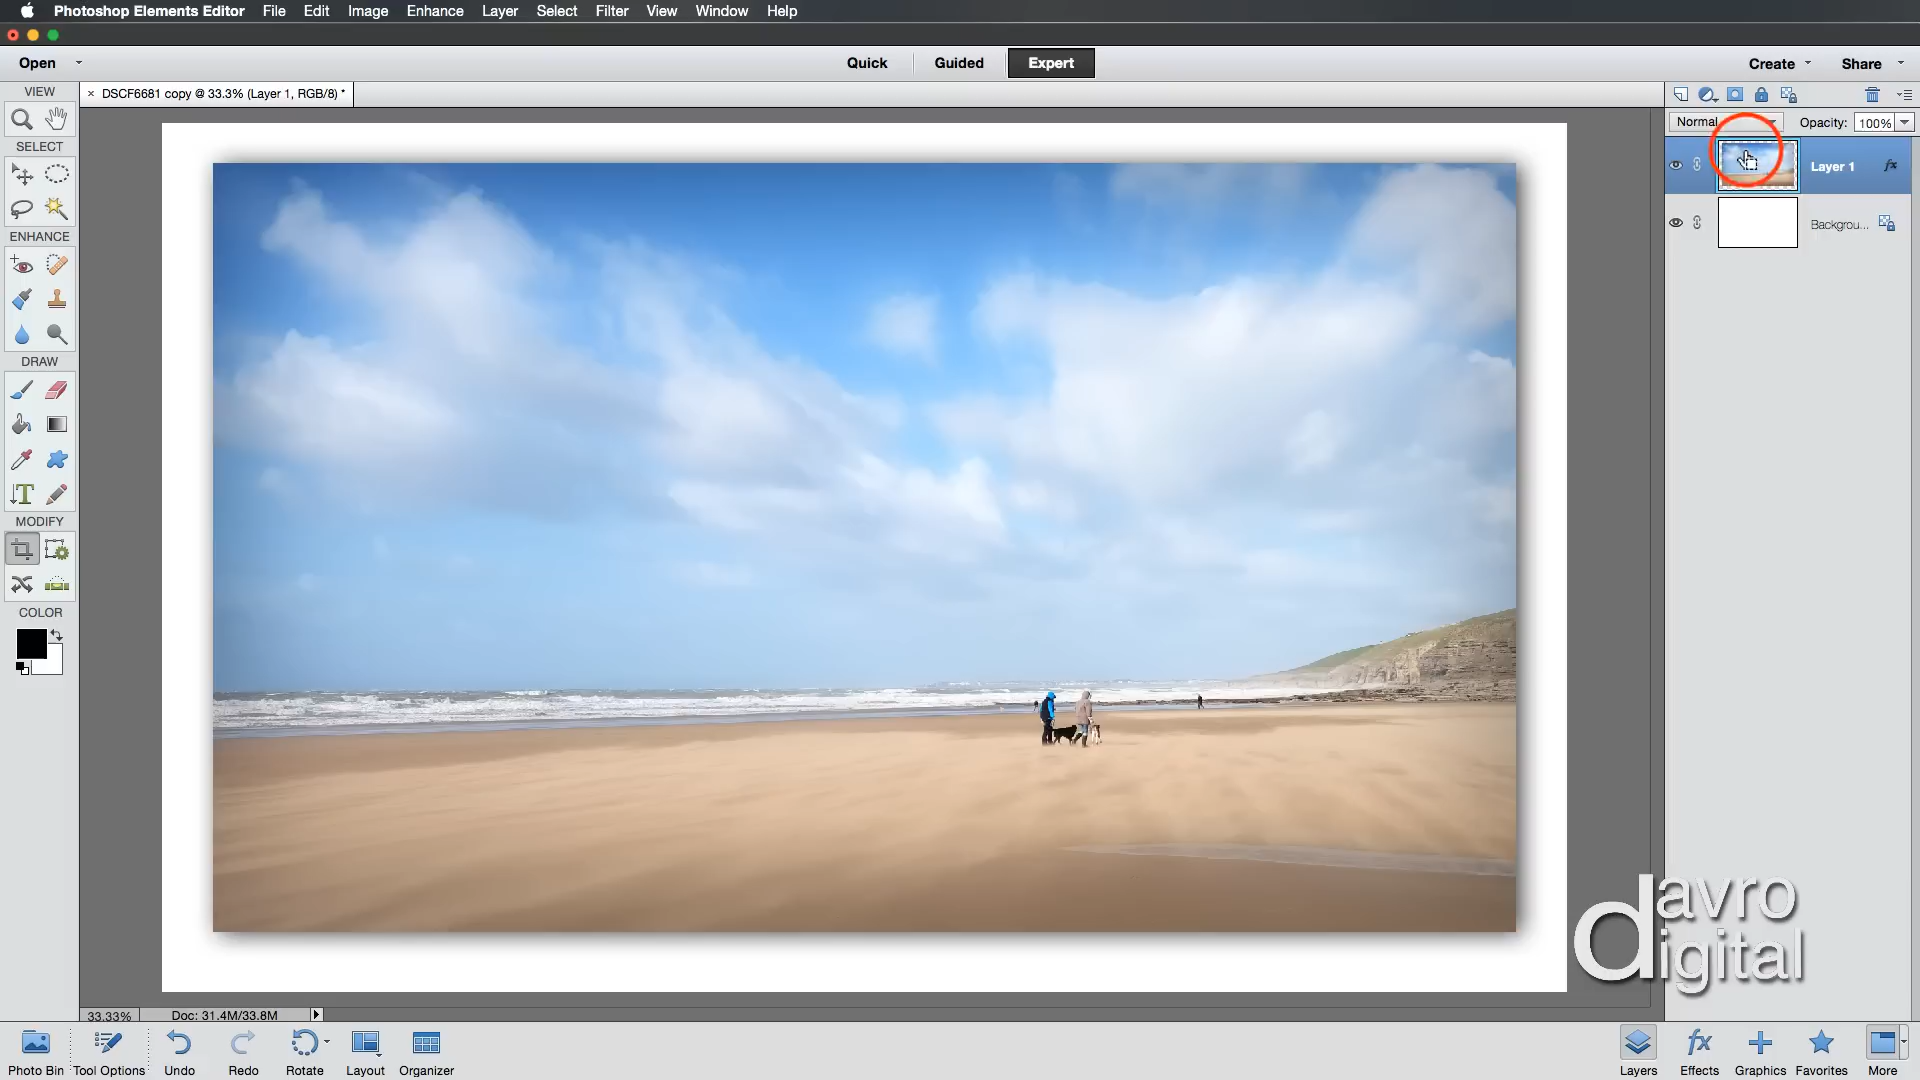 Photoshop Elements Editor File Edit Image Enhance Layer Select Filter View Window Help
Open Quick Guided Expert Create Share
VIEW × DSCF6681 copy @ 33.3% (Layer 1, RGB/8) *
Normal Opacity: 100%
SELECT
Layer 1 fx
Backgrou...
ENHANCE
DRAW
T
MODIFY
COLOR
davro
digital
33.33% Doc: 31.4M/33.8M
fx
Photo Bin Tool Options Undo Redo Rotate Layout Organizer Layers Effects Graphics Favorites More